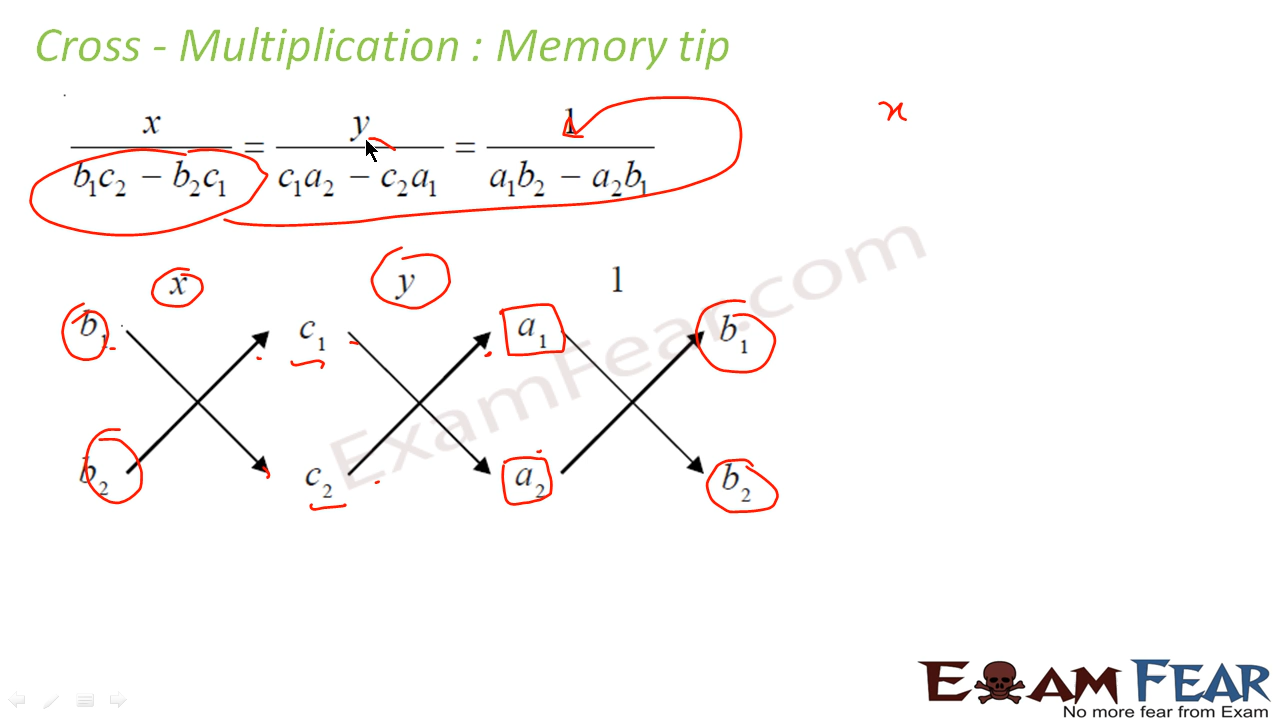 Cross - Multiplication : Memory tip
x / (b₁c₂ − b₂c₁) = y / (c₁a₂ − c₂a₁) = 1 / (a₁b₂ − a₂b₁)
x
x y 1
b₁ c₁ a₁ b₁
b₂ c₂ a₂ b₂
ExamFear.com
EXAM FEAR
No more fear from Exam